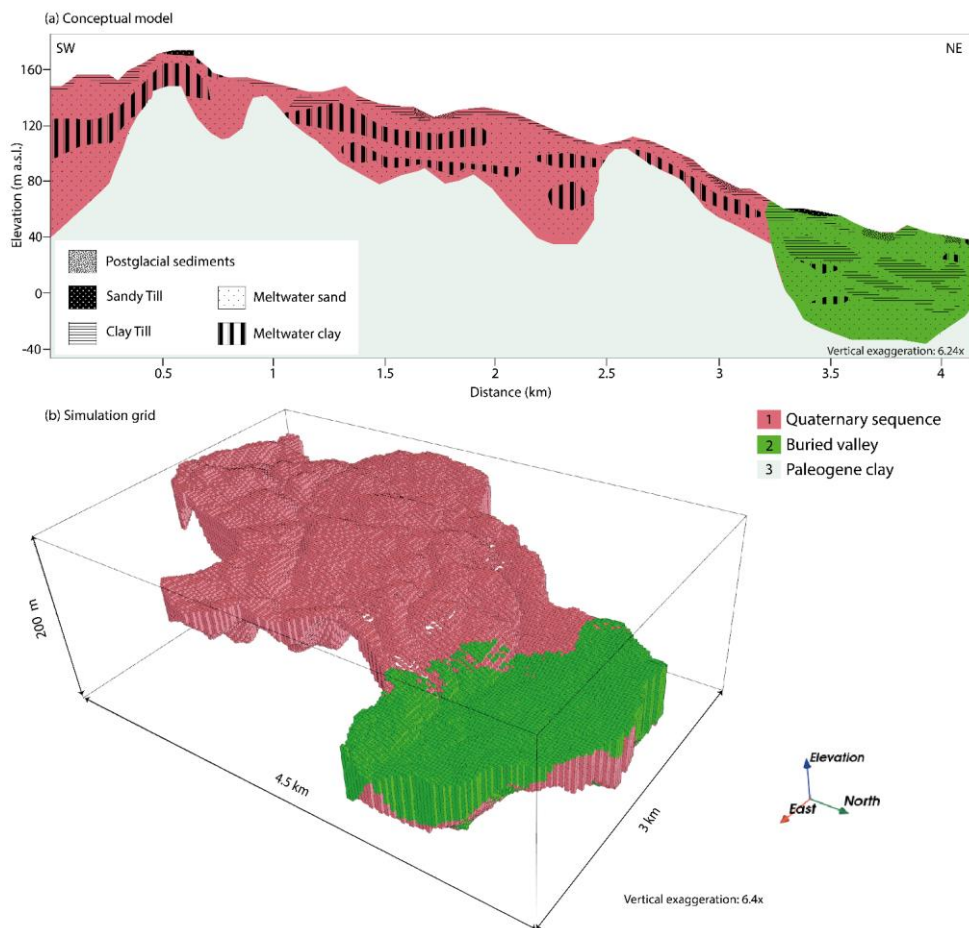 (a) Conceptual model
SW
NE
160
120
80
40
0
-40
Elevation (m a.s.l.)
Postglacial sediments
Sandy Till
Meltwater sand
Clay Till
Meltwater clay
Vertical exaggeration: 6.24x
0.5
1
1.5
2
2.5
3
3.5
4
Distance (km)
(b) Simulation grid
1 Quaternary sequence
2 Buried valley
3 Paleogene clay
200 m
4.5 km
3 km
Elevation
East
North
Vertical exaggeration: 6.4x